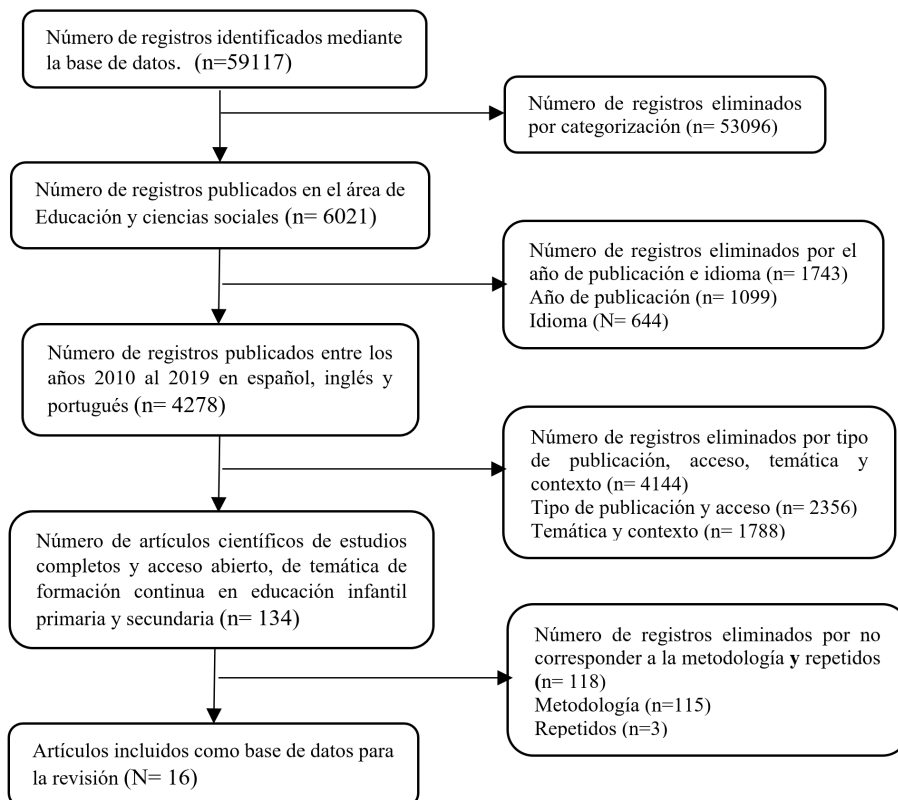 Número de registros identificados mediante
la base de datos.  (n=59117)
Número de registros eliminados
por categorización (n= 53096)
Número de registros publicados en el área de
Educación y ciencias sociales (n= 6021)
Número de registros eliminados por el
año de publicación e idioma (n= 1743)
Año de publicación (n= 1099)
Idioma (N= 644)
Número de registros publicados entre los
años 2010 al 2019 en español, inglés y
portugués (n= 4278)
Número de registros eliminados por tipo
de publicación, acceso, temática y
contexto (n= 4144)
Tipo de publicación y acceso (n= 2356)
Temática y contexto (n= 1788)
Número de artículos científicos de estudios
completos y acceso abierto, de temática de
formación continua en educación infantil
primaria y secundaria (n= 134)
Número de registros eliminados por no
corresponder a la metodología y repetidos
(n= 118)
Metodología (n=115)
Repetidos (n=3)
Artículos incluidos como base de datos para
la revisión (N= 16)